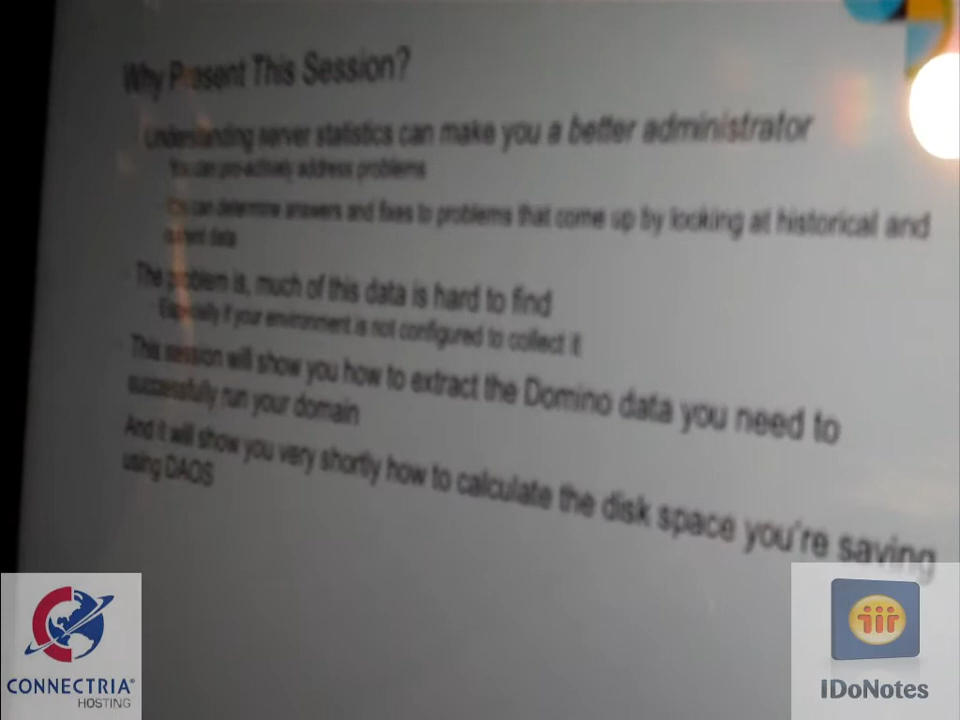 Why Present This Session?
Understanding server statistics can make you a better administrator
You can pro-actively address problems
You can determine answers and fixes to problems that come up by looking at historical and
current data
The problem is, much of this data is hard to find
Especially if your environment is not configured to collect it
This session will show you how to extract the Domino data you need to
successfully run your domain
And it will show you very shortly how to calculate the disk space you're saving
using DAOS
CONNECTRIA®
HOSTING
IDoNotes